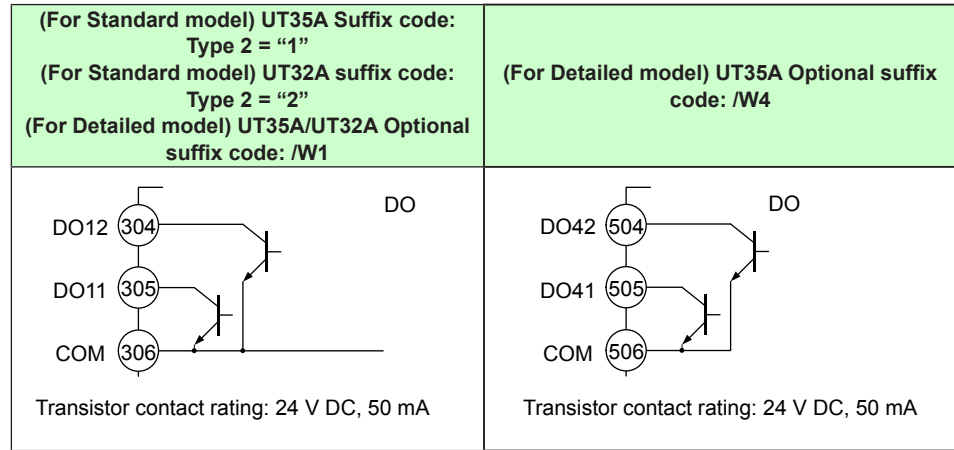 (For Standard model) UT35A Suffix code:
Type 2 = “1”
(For Standard model) UT32A suffix code:
Type 2 = “2”
(For Detailed model) UT35A/UT32A Optional
suffix code: /W1
(For Detailed model) UT35A Optional suffix
code: /W4
DO
DO12 304
DO11 305
COM 306
Transistor contact rating: 24 V DC, 50 mA
DO
DO42 504
DO41 505
COM 506
Transistor contact rating: 24 V DC, 50 mA